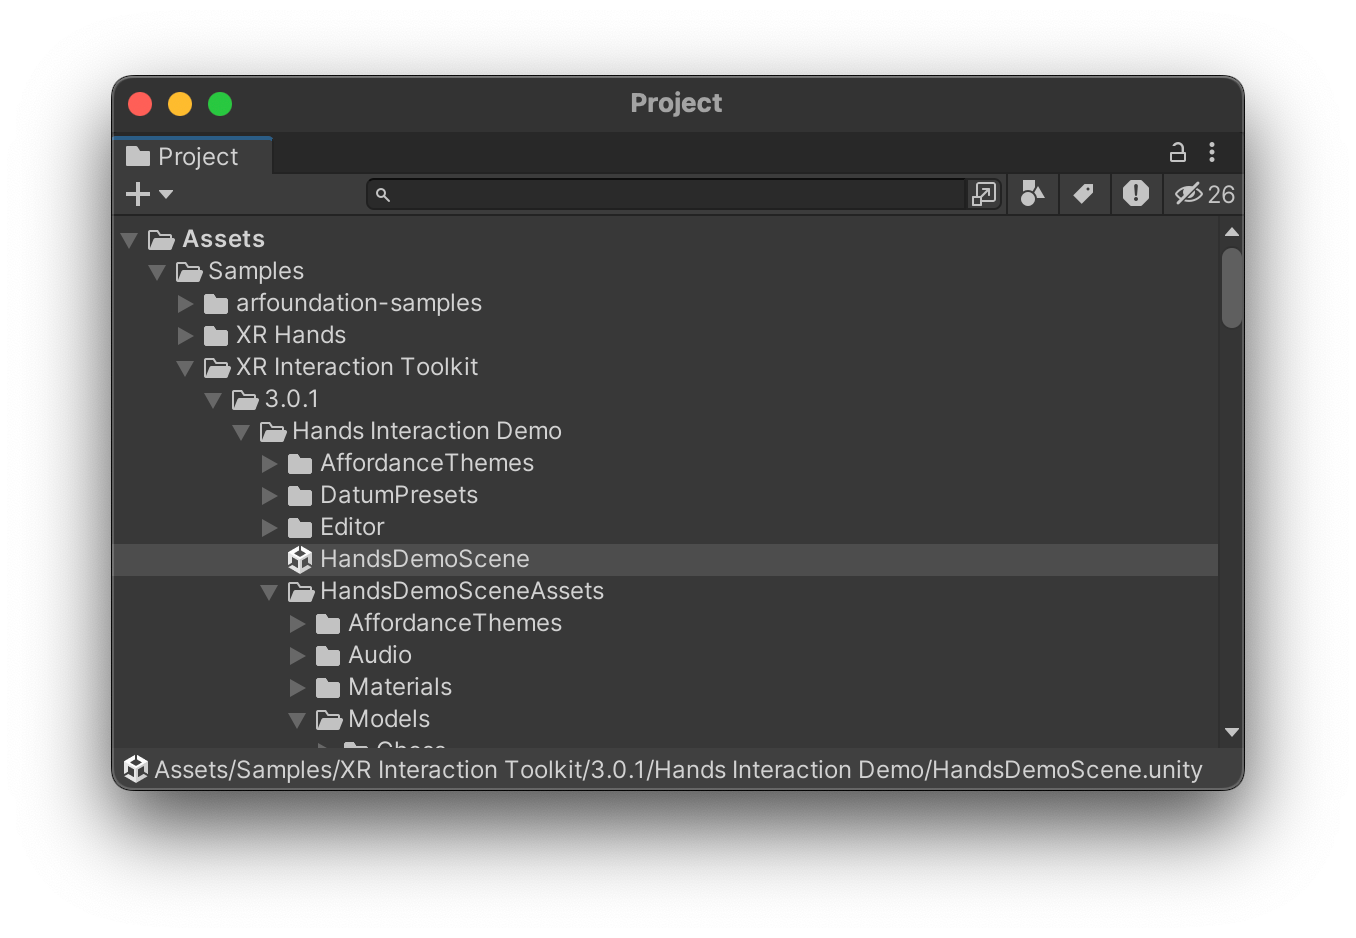 Project
Project
26
Assets
Samples
arfoundation-samples
XR Hands
XR Interaction Toolkit
3.0.1
Hands Interaction Demo
AffordanceThemes
DatumPresets
Editor
HandsDemoScene
HandsDemoSceneAssets
AffordanceThemes
Audio
Materials
Models
Assets/Samples/XR Interaction Toolkit/3.0.1/Hands Interaction Demo/HandsDemoScene.unity